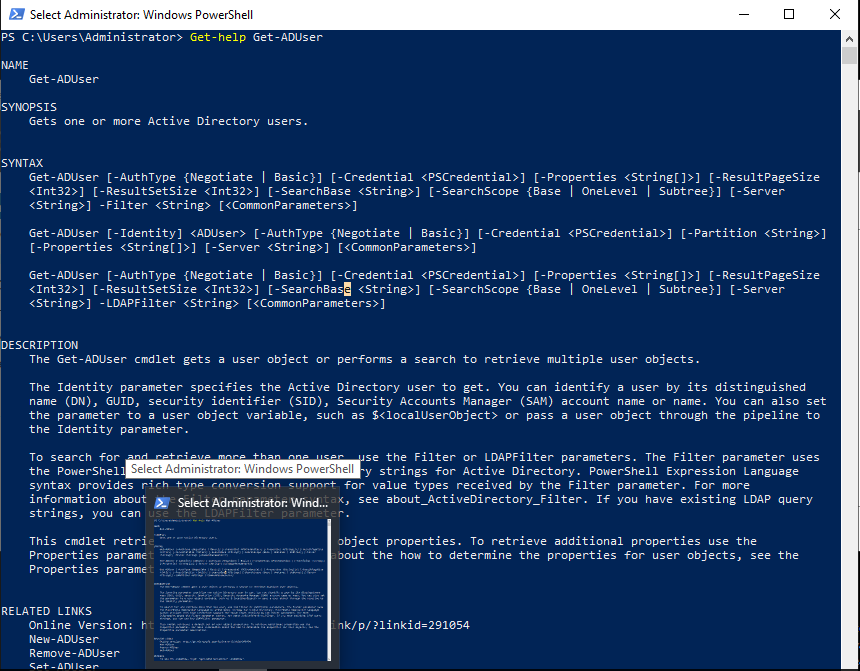 Select Administrator: Windows PowerShell
PS C:\Users\Administrator> Get-help Get-ADUser
NAME
Get-ADUser
SYNOPSIS
Gets one or more Active Directory users.
SYNTAX
Get-ADUser [-AuthType {Negotiate | Basic}] [-Credential <PSCredential>] [-Properties <String[]>] [-ResultPageSize
<Int32>] [-ResultSetSize <Int32>] [-SearchBase <String>] [-SearchScope {Base | OneLevel | Subtree}] [-Server
<String>] -Filter <String> [<CommonParameters>]
Get-ADUser [-Identity] <ADUser> [-AuthType {Negotiate | Basic}] [-Credential <PSCredential>] [-Partition <String>]
[-Properties <String[]>] [-Server <String>] [<CommonParameters>]
Get-ADUser [-AuthType {Negotiate | Basic}] [-Credential <PSCredential>] [-Properties <String[]>] [-ResultPageSize
<Int32>] [-ResultSetSize <Int32>] [-SearchBase <String>] [-SearchScope {Base | OneLevel | Subtree}] [-Server
<String>] -LDAPFilter <String> [<CommonParameters>]
DESCRIPTION
The Get-ADUser cmdlet gets a user object or performs a search to retrieve multiple user objects.
The Identity parameter specifies the Active Directory user to get. You can identify a user by its distinguished
name (DN), GUID, security identifier (SID), Security Accounts Manager (SAM) account name or name. You can also set
the parameter to a user object variable, such as $<localUserObject> or pass a user object through the pipeline to
the Identity parameter.
To search for and retrieve more than one user, use the Filter or LDAPFilter parameters. The Filter parameter uses
the PowerShell ry strings for Active Directory. PowerShell Expression Language
Select Administrator: Windows PowerShell
syntax provides rich type conversion support for value types received by the Filter parameter. For more
information about the Filter parameter syntax, see about_ActiveDirectory_Filter. If you have existing LDAP query
strings, you can use the LDAPFilter parameter.
Select Administrator: Wind...
This cmdlet retrie object properties. To retrieve additional properties use the
Properties paramet bout the how to determine the properties for user objects, see the
Properties paramet
RELATED LINKS
Online Version: ht ink/p/?linkid=291054
New-ADUser
Remove-ADUser
Set-ADUser